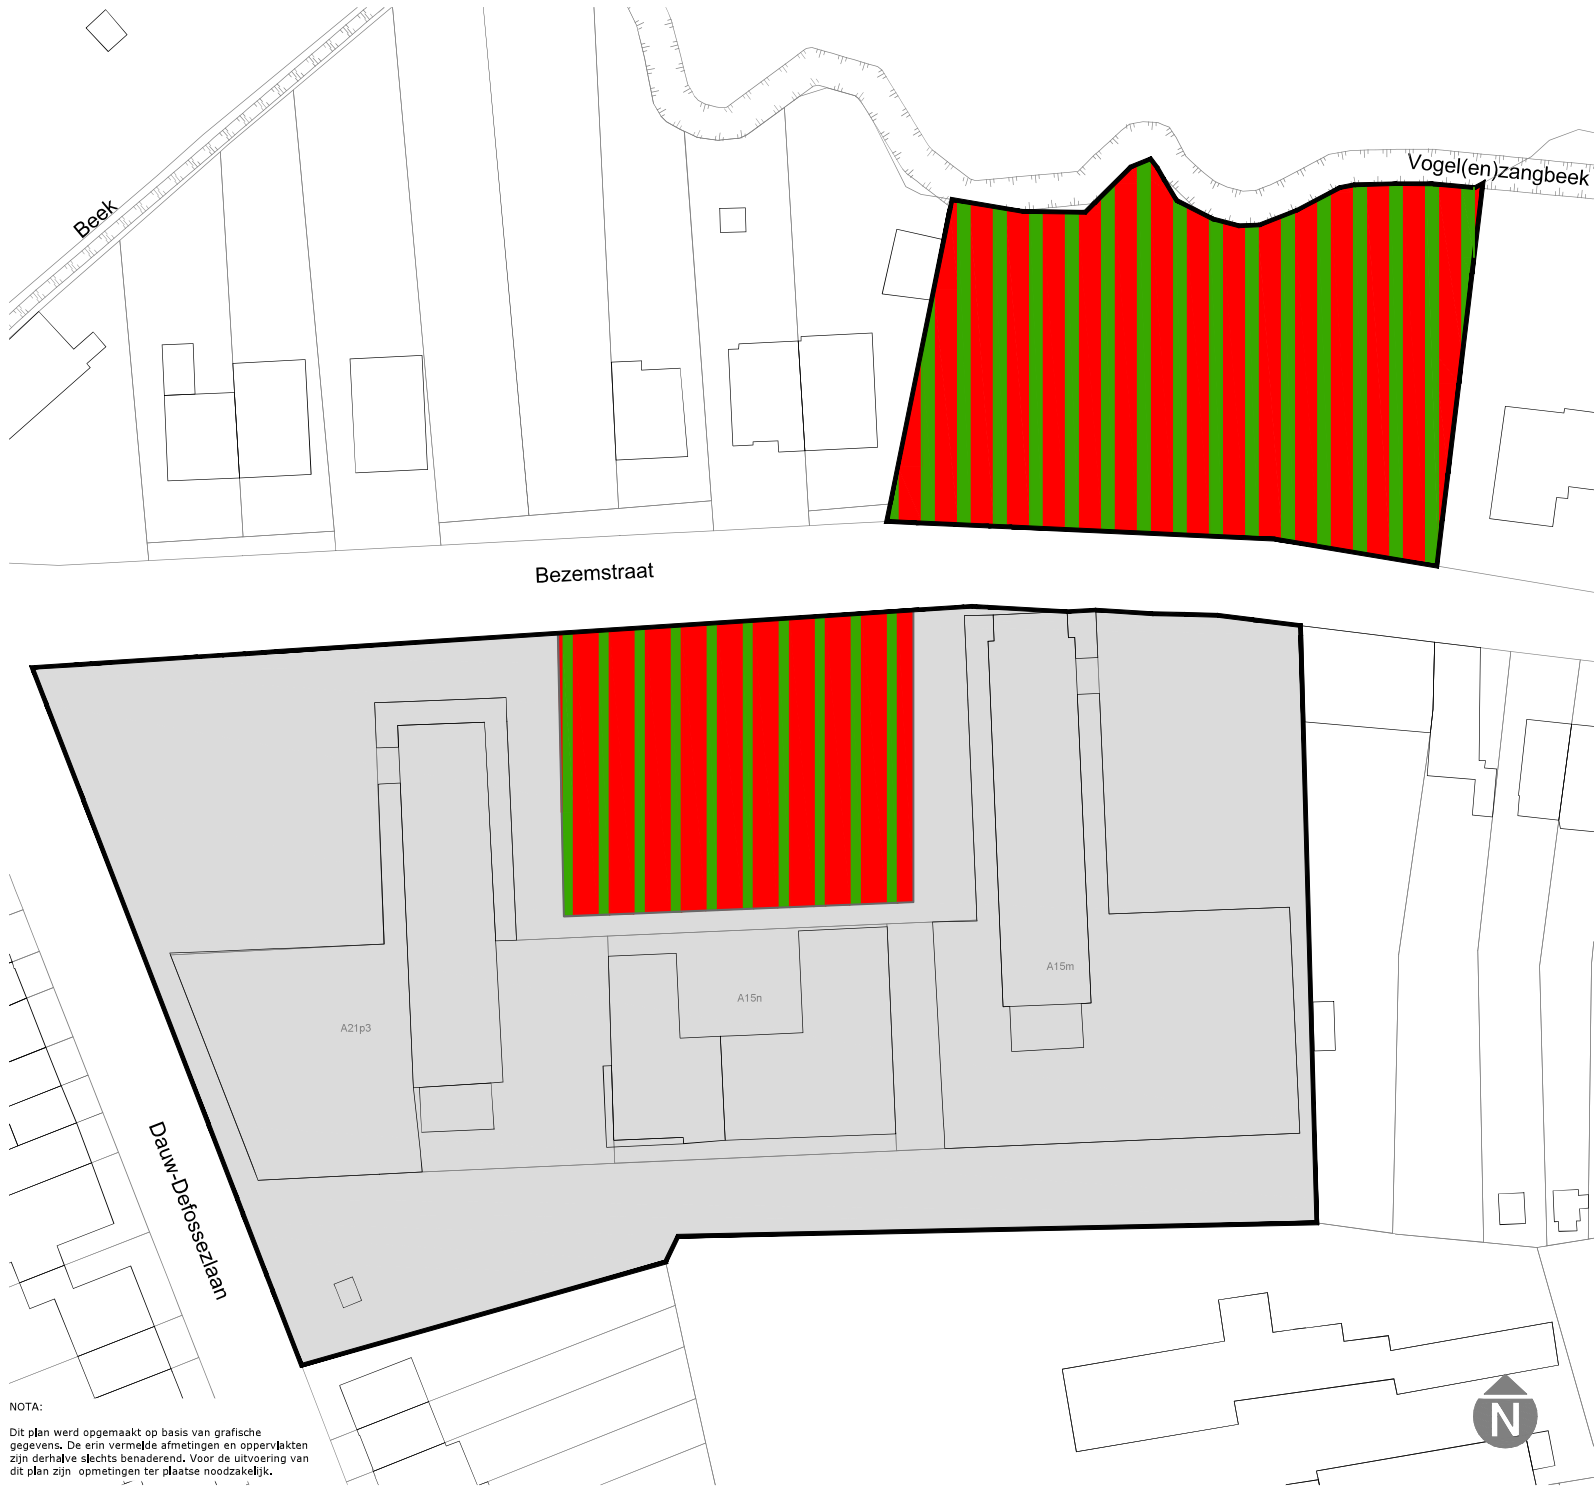 Beek
Vogel(en)zangbeek
Bezemstraat
A15m
A15n
A21p3
Dauw-Defossezlaan
NOTA:
Dit plan werd opgemaakt op basis van grafische
gegevens. De erin vermelde afmetingen en oppervlakten
zijn derhalve slechts benaderend. Voor de uitvoering van
dit plan zijn opmetingen ter plaatse noodzakelijk.
N